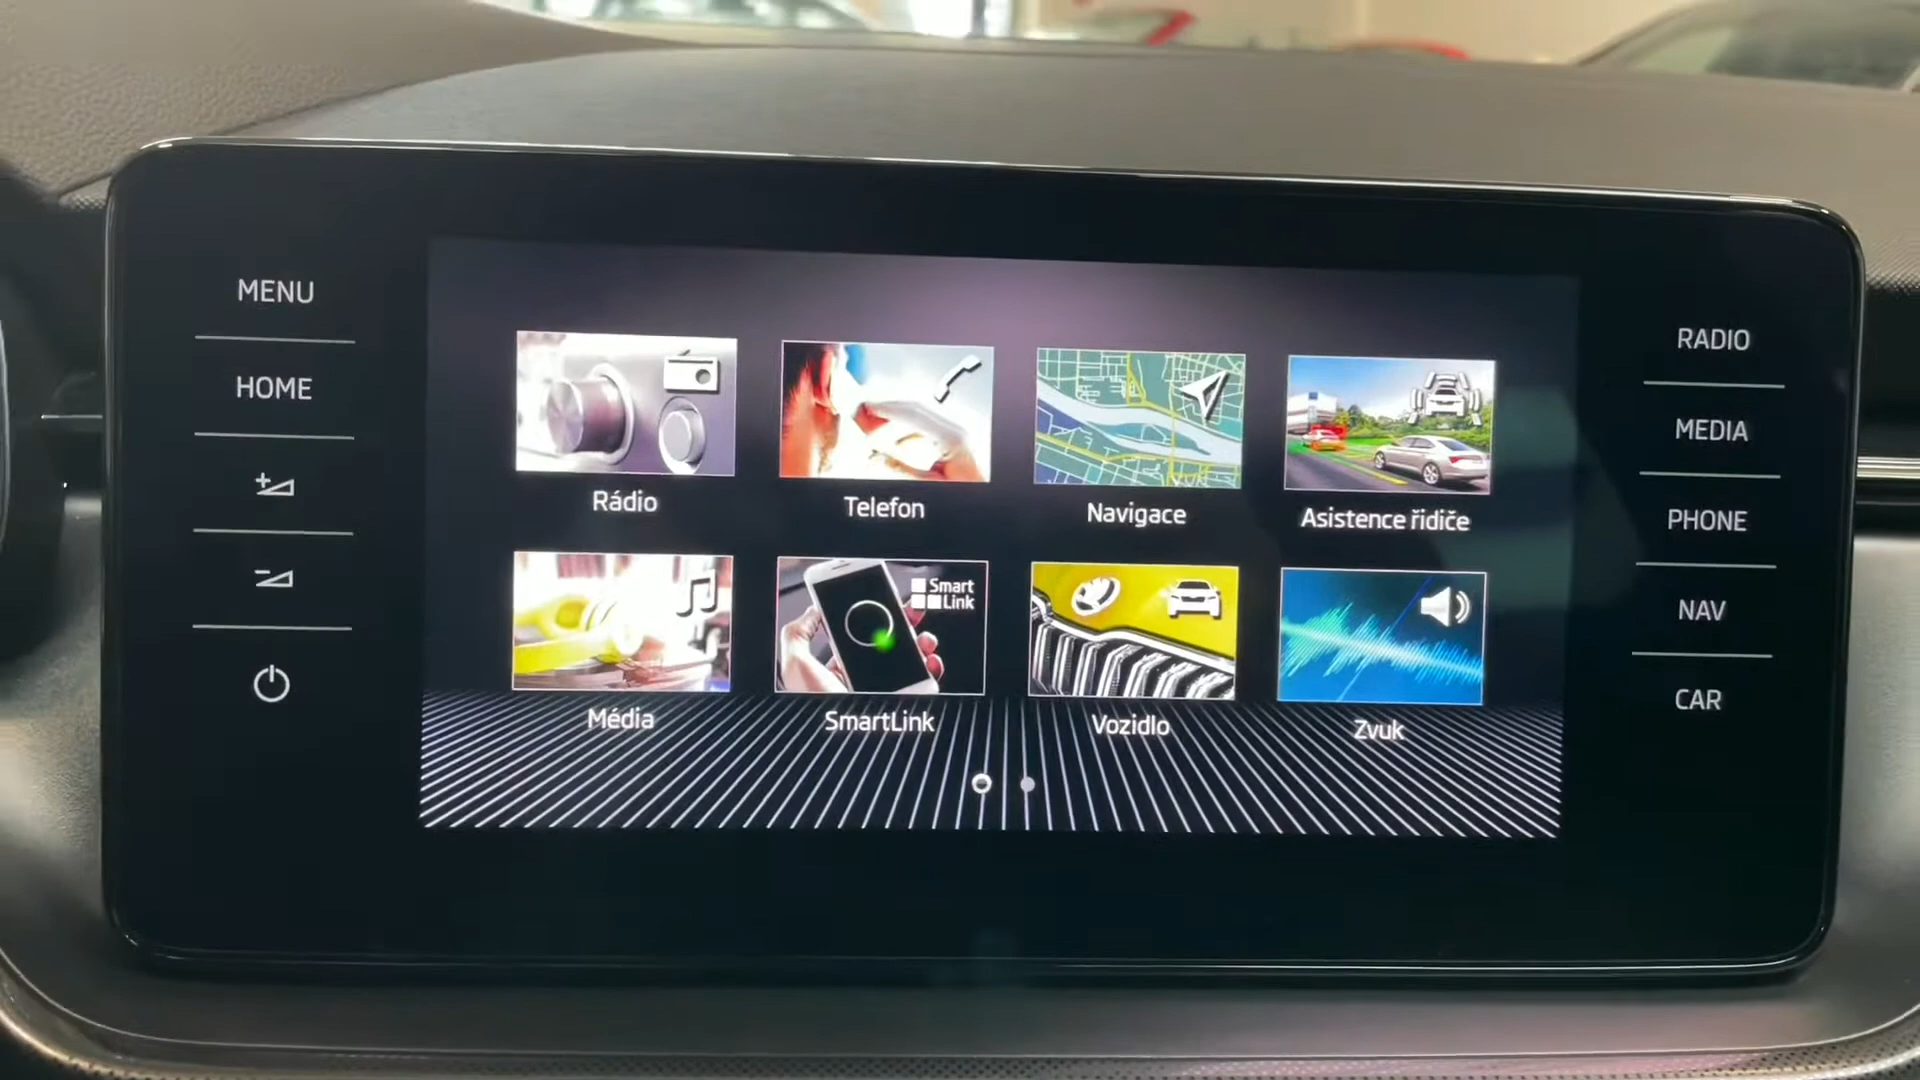 MENU
HOME
Rádio
Telefon
Navigace
Asistence řidiče
Smart
Link
Média
SmartLink
Vozidlo
Zvuk
RADIO
MEDIA
PHONE
NAV
CAR